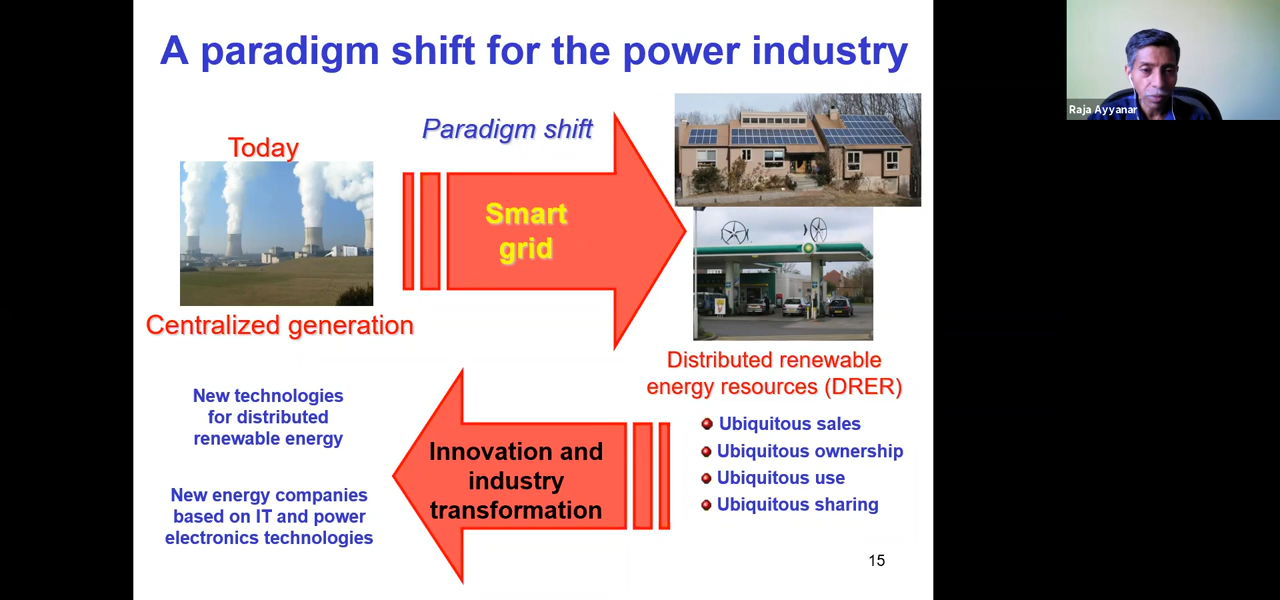 A paradigm shift for the power industry
Raja Ayyanar
Paradigm shift
Today
Smart
grid
Centralized generation
Distributed renewable
energy resources (DRER)
New technologies
for distributed
renewable energy
Ubiquitous sales
Ubiquitous ownership
Ubiquitous use
Ubiquitous sharing
Innovation and
industry
transformation
New energy companies
based on IT and power
electronics technologies
15